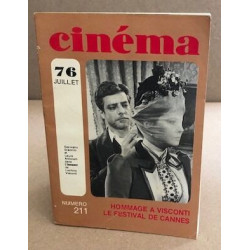 cinéma
76
JUILLET
NUMERO
211
HOMMAGE A VISCONTI
LE FESTIVAL DE CANNES